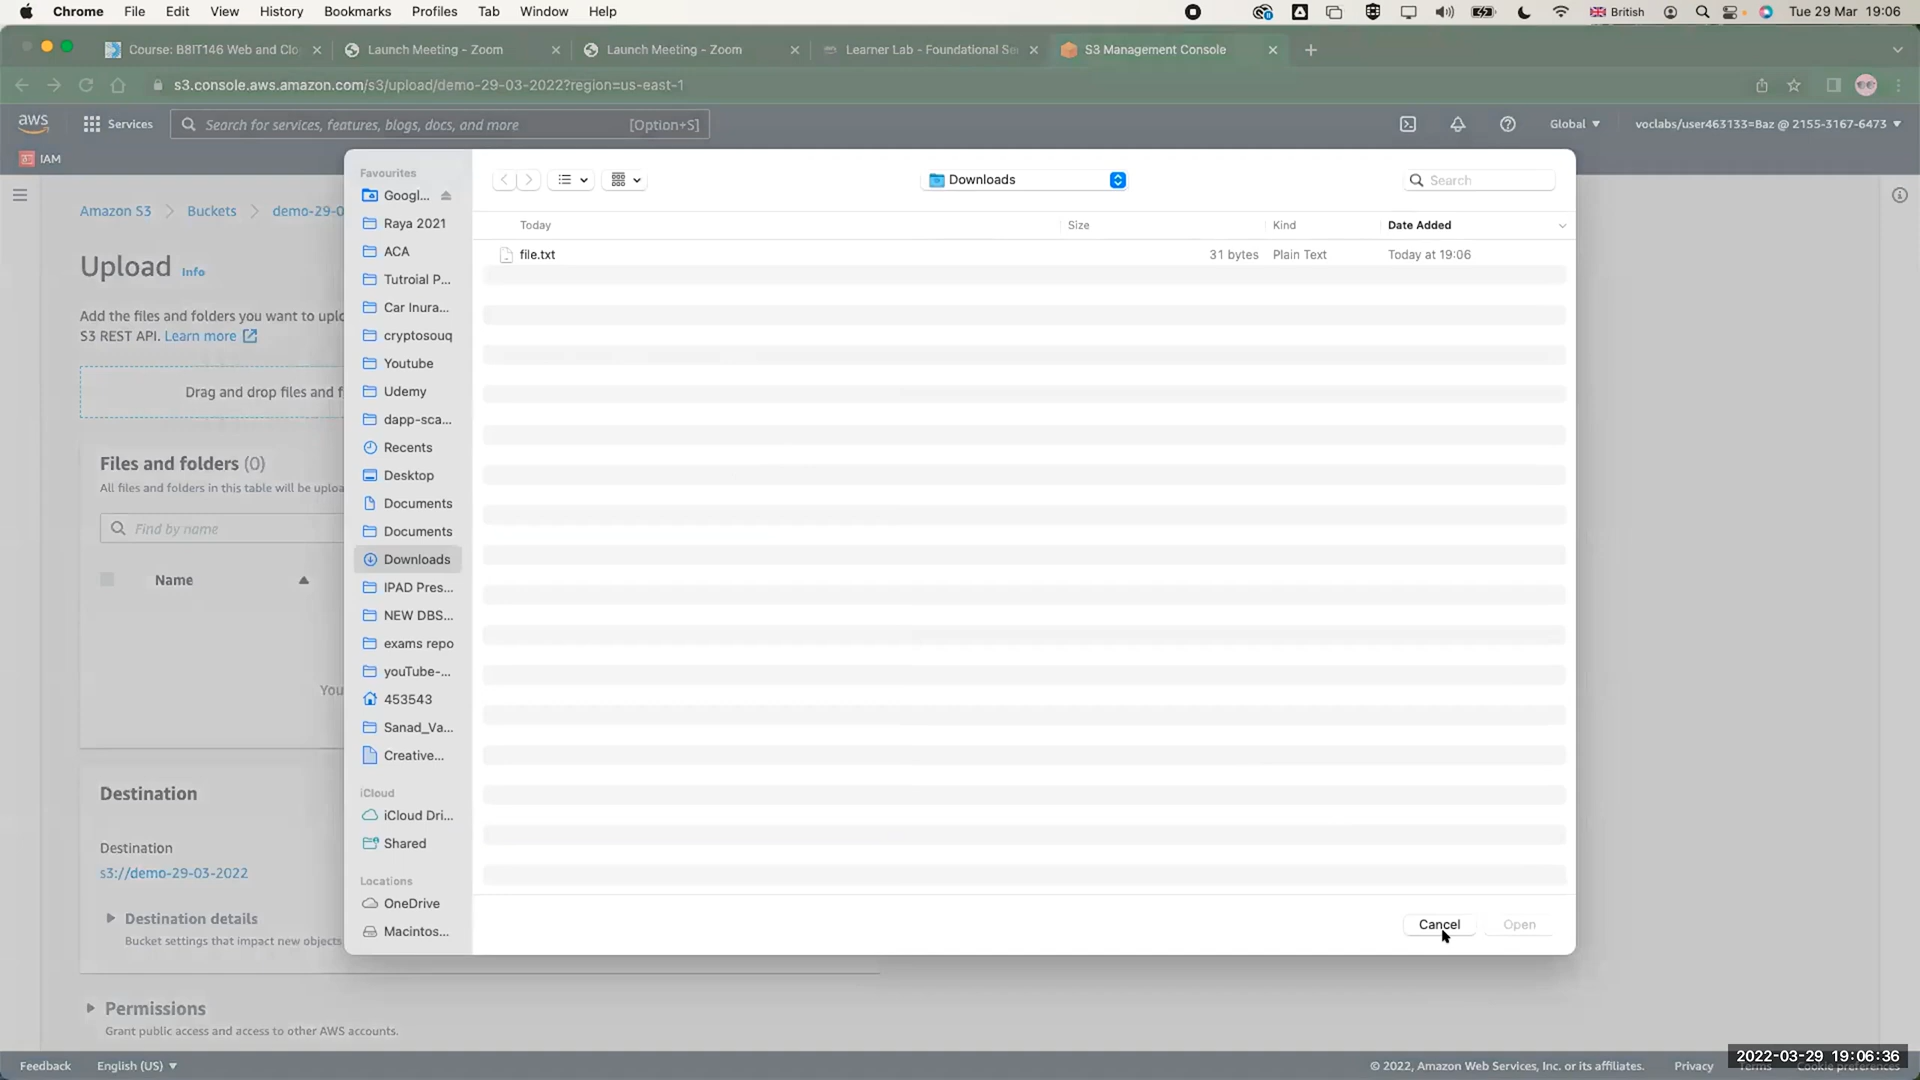 Chrome File Edit View History Bookmarks Profiles Tab Window Help British Tue 29 Mar 19:06
Course: B8IT146 Web and Clo Launch Meeting - Zoom Launch Meeting - Zoom Learner Lab - Foundational Se S3 Management Console
s3.console.aws.amazon.com/s3/upload/demo-29-03-2022?region=us-east-1
aws Services Search for services, features, blogs, docs, and more [Option+S] Global voclabs/user463133=Baz @ 2155-3167-6473
IAM
Amazon S3 Buckets demo-29-0
Upload Info
Add the files and folders you want to uplo
S3 REST API. Learn more
Drag and drop files and f
Files and folders (0)
All files and folders in this table will be uploa
Find by name
Name
You
Destination
Destination
s3://demo-29-03-2022
Destination details
Bucket settings that impact new objects
Permissions
Grant public access and access to other AWS accounts.
Favourites
Googl...
Raya 2021
ACA
Tutroial P...
Car Inura...
cryptosouq
Youtube
Udemy
dapp-sca...
Recents
Desktop
Documents
Documents
Downloads
IPAD Pres...
NEW DBS...
exams repo
youTube-...
453543
Sanad_Va...
Creative...
iCloud
iCloud Dri...
Shared
Locations
OneDrive
Macintos...
Downloads
Search
Today Size Kind Date Added
file.txt 31 bytes Plain Text Today at 19:06
Cancel Open
Feedback English (US) © 2022, Amazon Web Services, Inc. or its affiliates. Privacy Terms Cookie preferences
2022-03-29 19:06:36